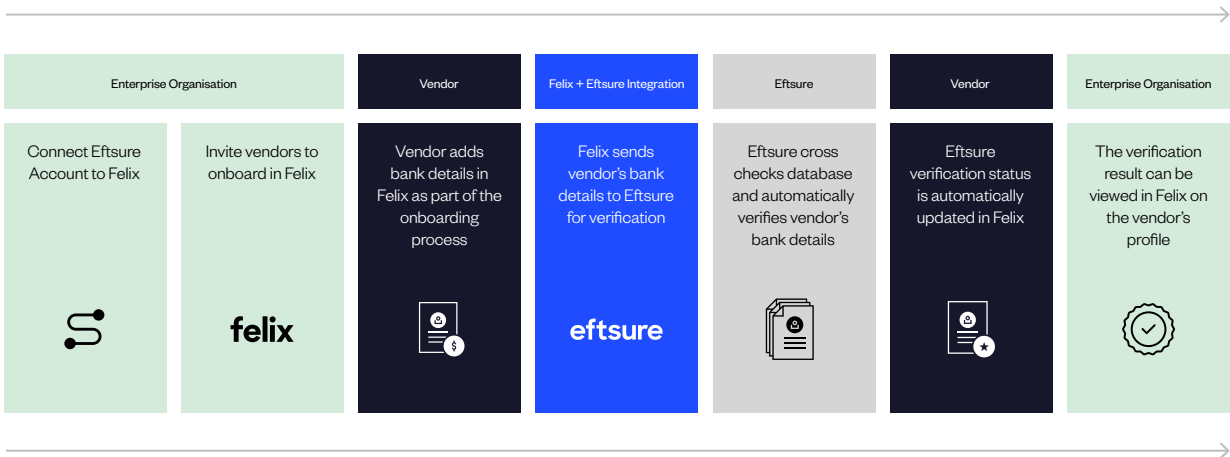 Enterprise Organisation
Vendor
Felix + Eftsure Integration
Eftsure
Vendor
Enterprise Organisation
Connect Eftsure
Account to Felix
Invite vendors to
onboard in Felix
felix
Vendor adds
bank details in
Felix as part of the
onboarding
process
$
Felix sends
vendor's bank
details to Eftsure
for verification
eftsure
Eftsure cross
checks database
and automatically
verifies vendor's
bank details
Eftsure
verification status
is automatically
updated in Felix
The verification
result can be
viewed in Felix on
the vendor's
profile